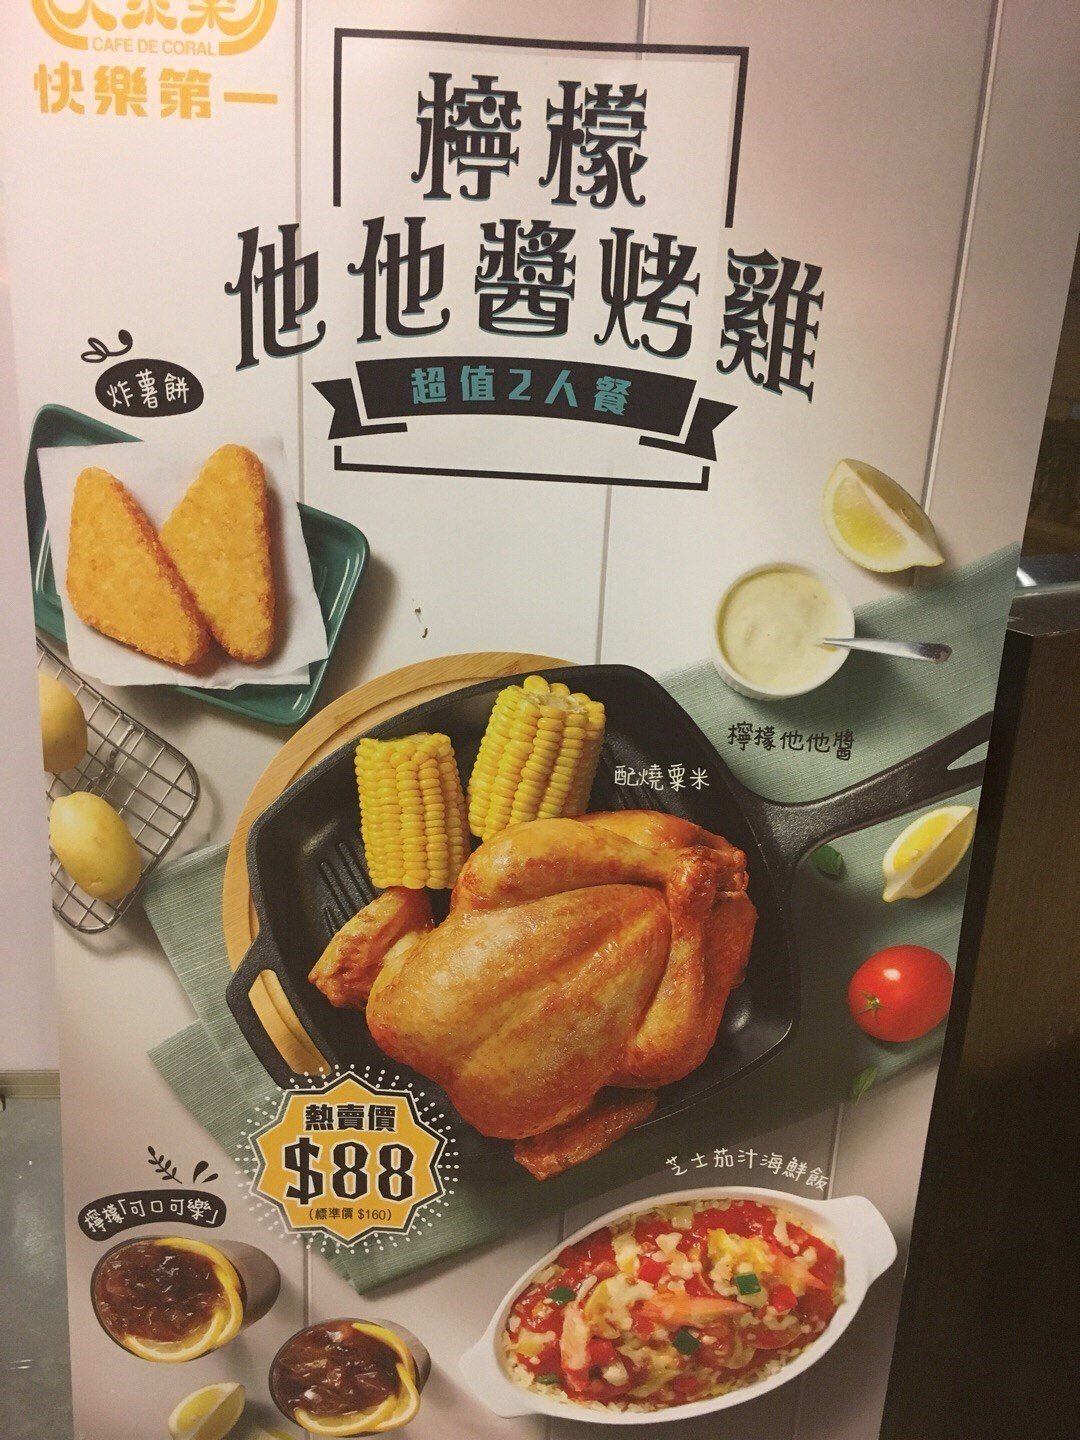 CAFÉ DE CORAL
快樂第一
檸檬
他他醬烤雞
超值2人餐
炸薯餅
檸檬他他醬
配燒粟米
熱賣價
$88
(標準價 $160)
芝士茄汁海鮮飯
檸檬「可口可樂」